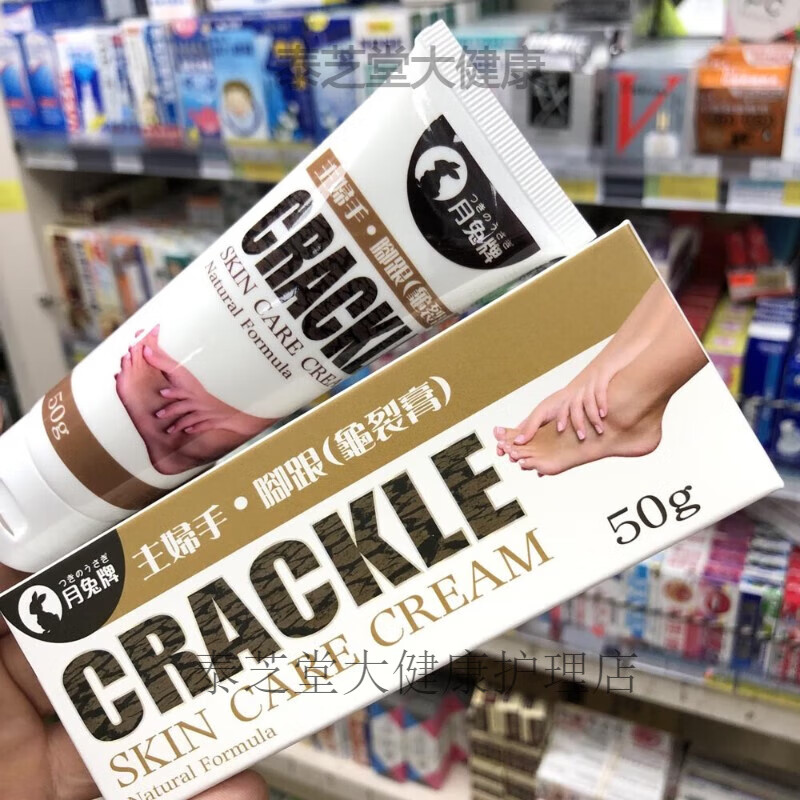 泰芝堂大健康
月兔牌
つきのうさぎ
主婦手・腳跟(龜裂
CRACKL
SKIN CARE CREA
Natural Formula
50g
主婦手・腳跟(龜裂膏)
つきのうさぎ
月兔牌
CRACKLE
SKIN CARE CREAM
Natural Formula
50g
泰芝堂大健康护理店
V